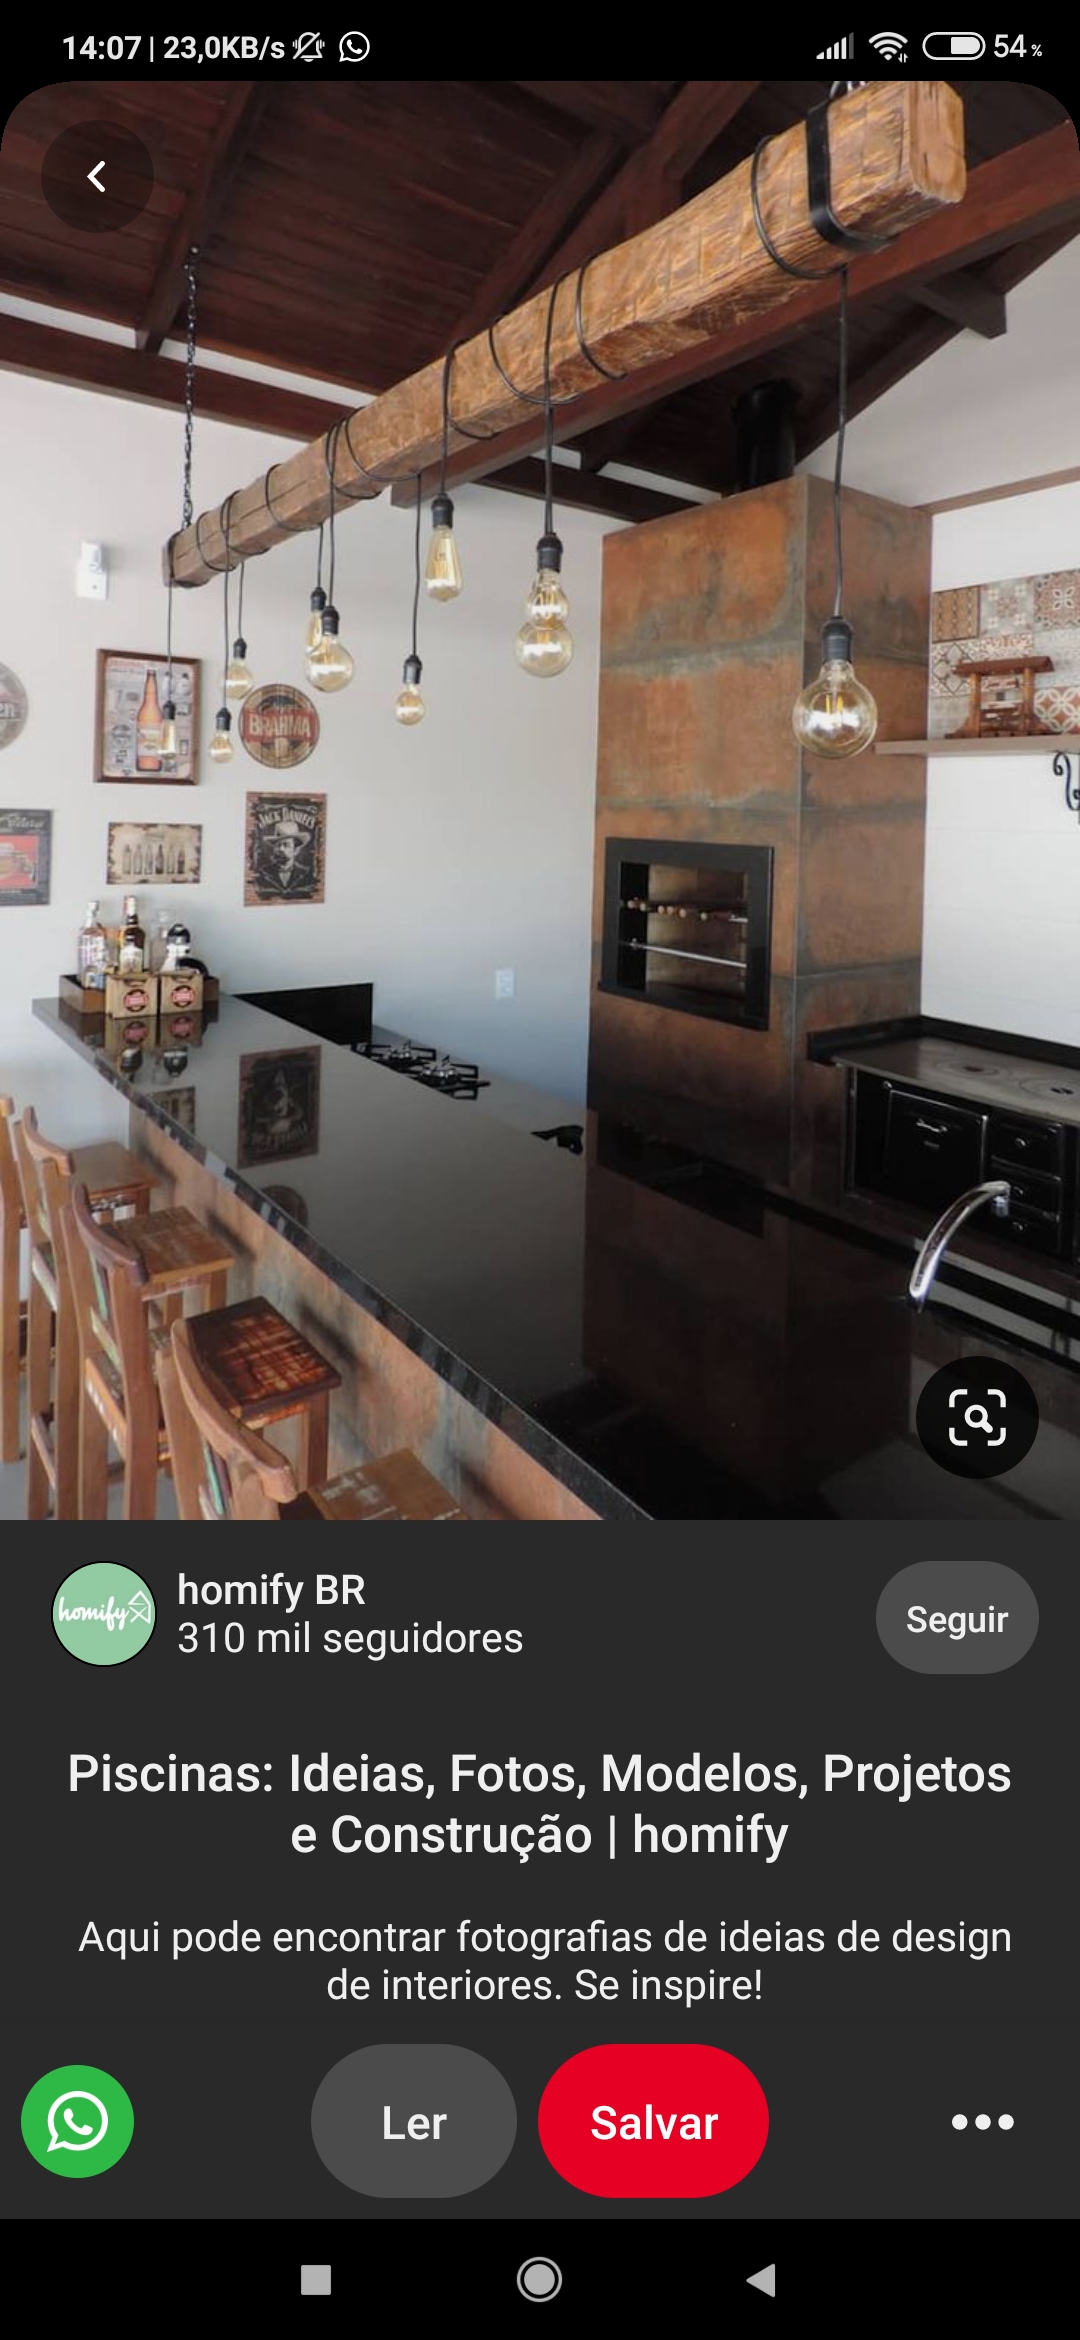 14:07 | 23,0KB/s
54%
BRAHMA
JACK DANIEL'S
homify
homify BR
310 mil seguidores
Seguir
Piscinas: Ideias, Fotos, Modelos, Projetos
e Construção | homify
Aqui pode encontrar fotografias de ideias de design
de interiores. Se inspire!
Ler
Salvar